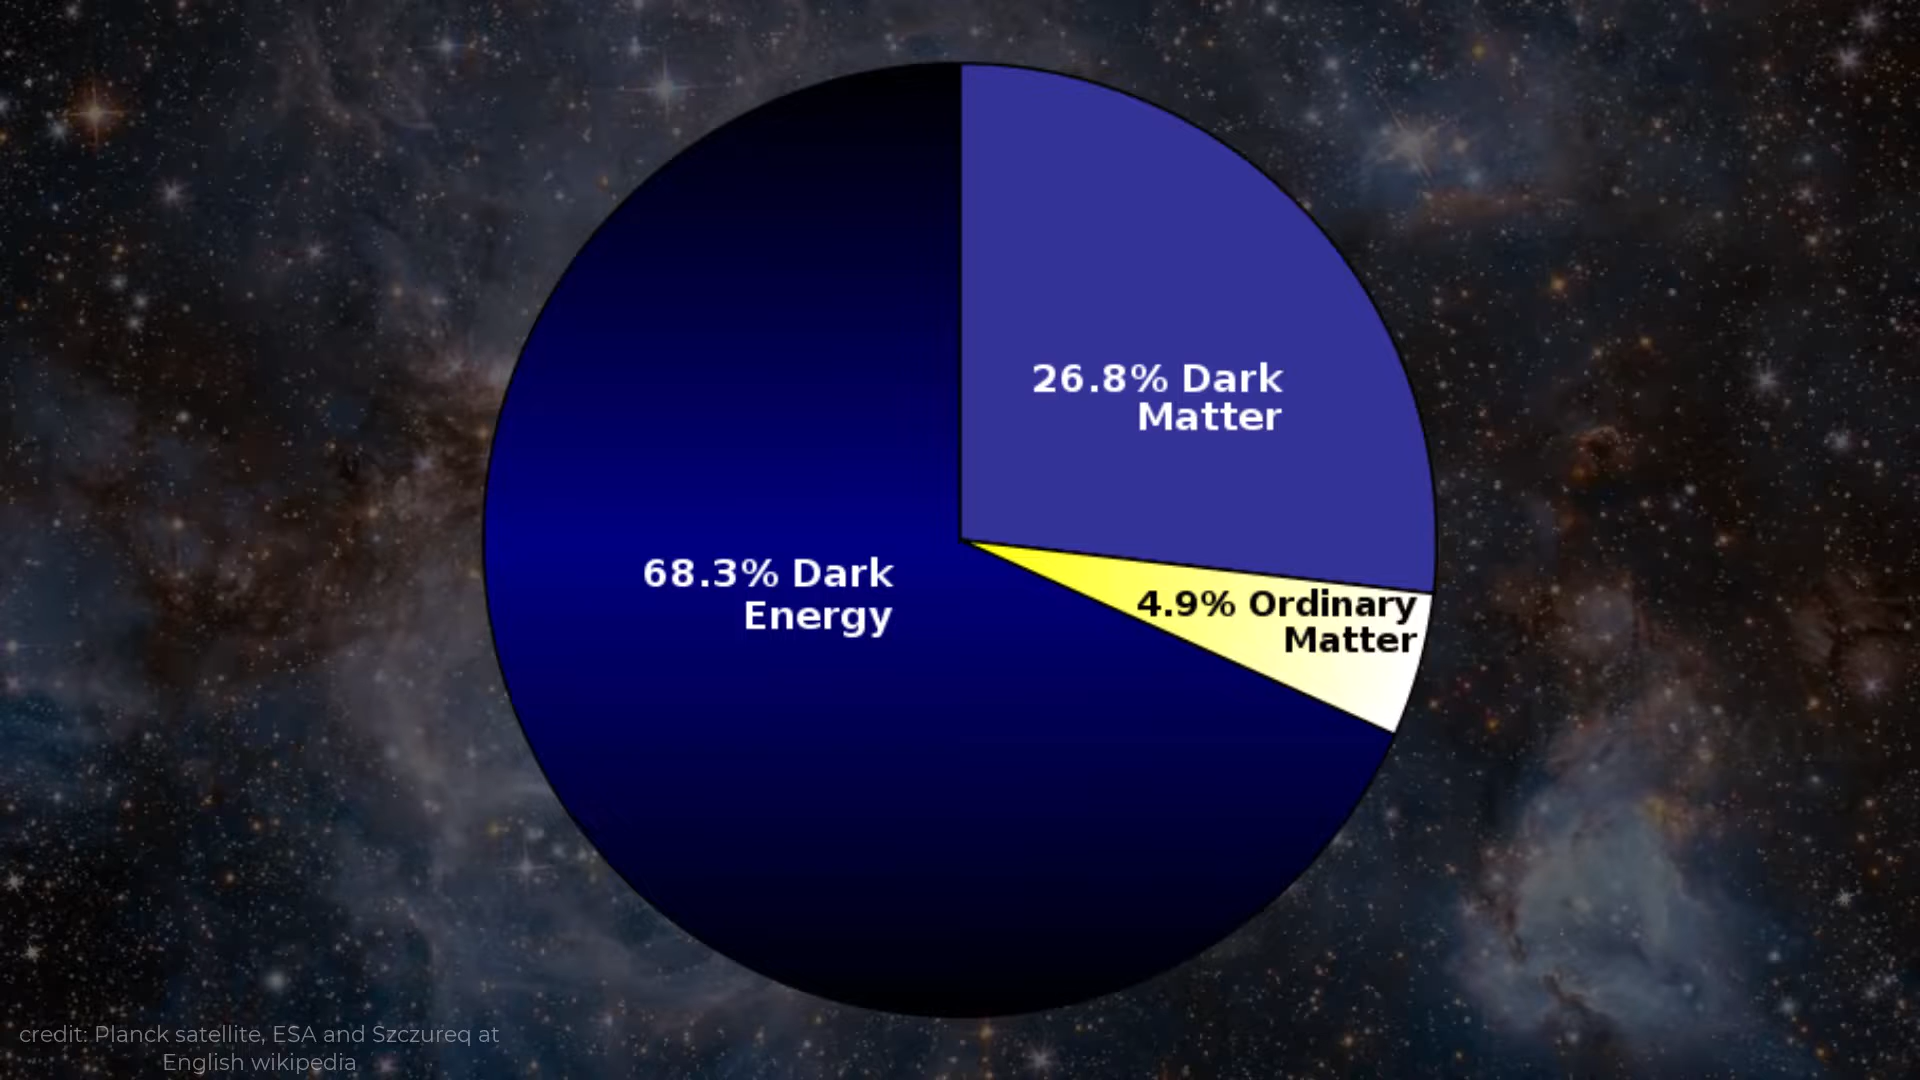 26.8% Dark
Matter
68.3% Dark
Energy
4.9% Ordinary
Matter
credit: Planck satellite, ESA and Szczureq at
English wikipedia